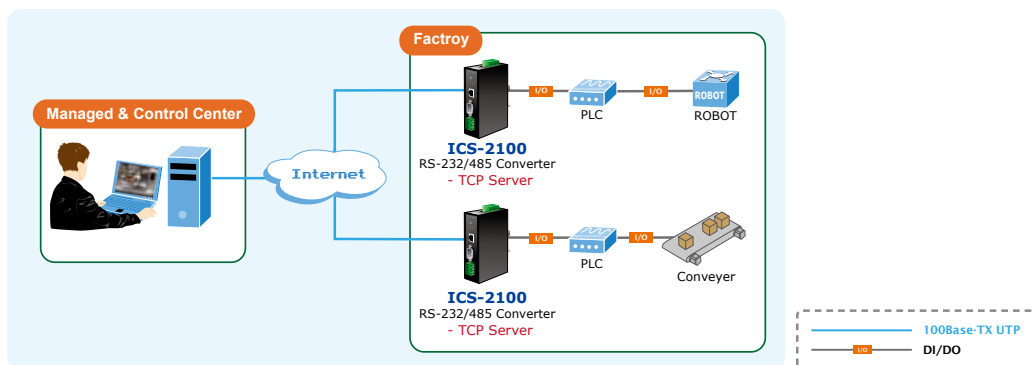 Factroy
Managed & Control Center
Internet
I/O
I/O
PLC
ROBOT
ROBOT
ICS-2100
RS-232/485 Converter
- TCP Server
I/O
I/O
PLC
Conveyer
ICS-2100
RS-232/485 Converter
- TCP Server
100Base-TX UTP
I/O
DI/DO